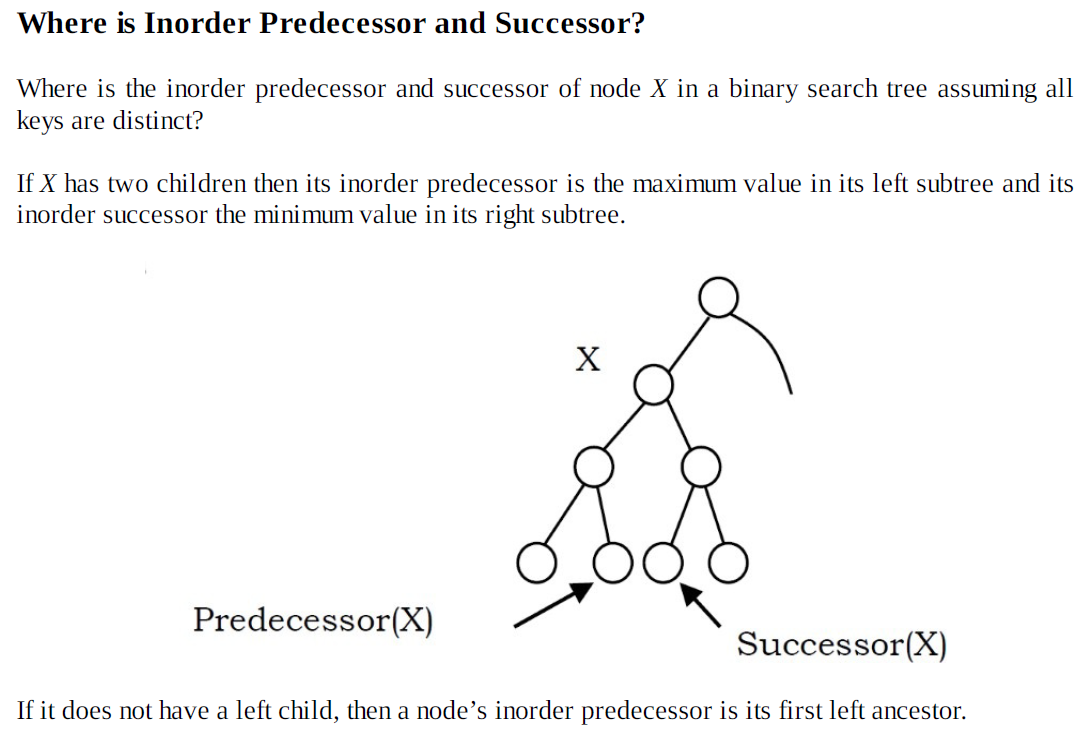 Where is Inorder Predecessor and Successor?
Where is the inorder predecessor and successor of node X in a binary search tree assuming all
keys are distinct?
If X has two children then its inorder predecessor is the maximum value in its left subtree and its
inorder successor the minimum value in its right subtree.
X
Predecessor(X)
Successor(X)
If it does not have a left child, then a node’s inorder predecessor is its first left ancestor.